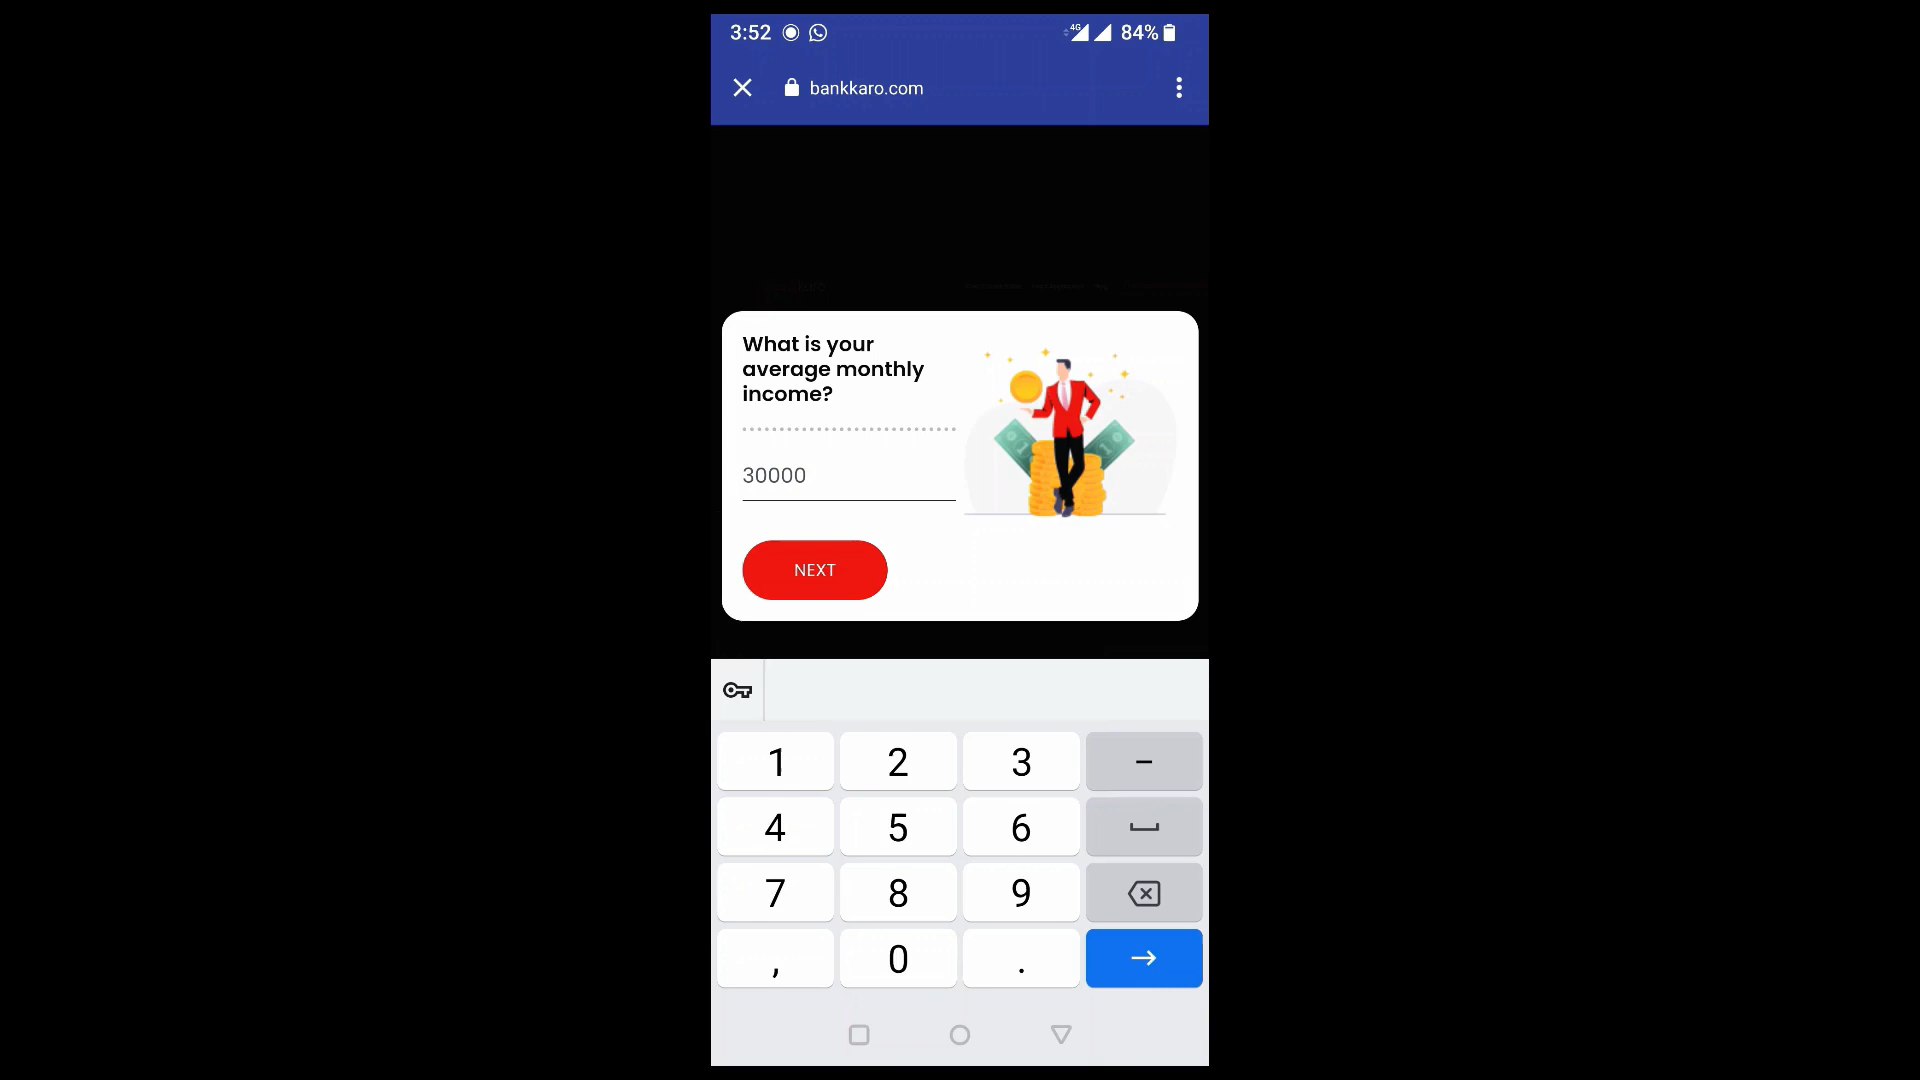 3:52 4G 84%
bankkaro.com
What is your
average monthly
income?
30000
NEXT
1 2 3 -
4 5 6
7 8 9
, 0 .